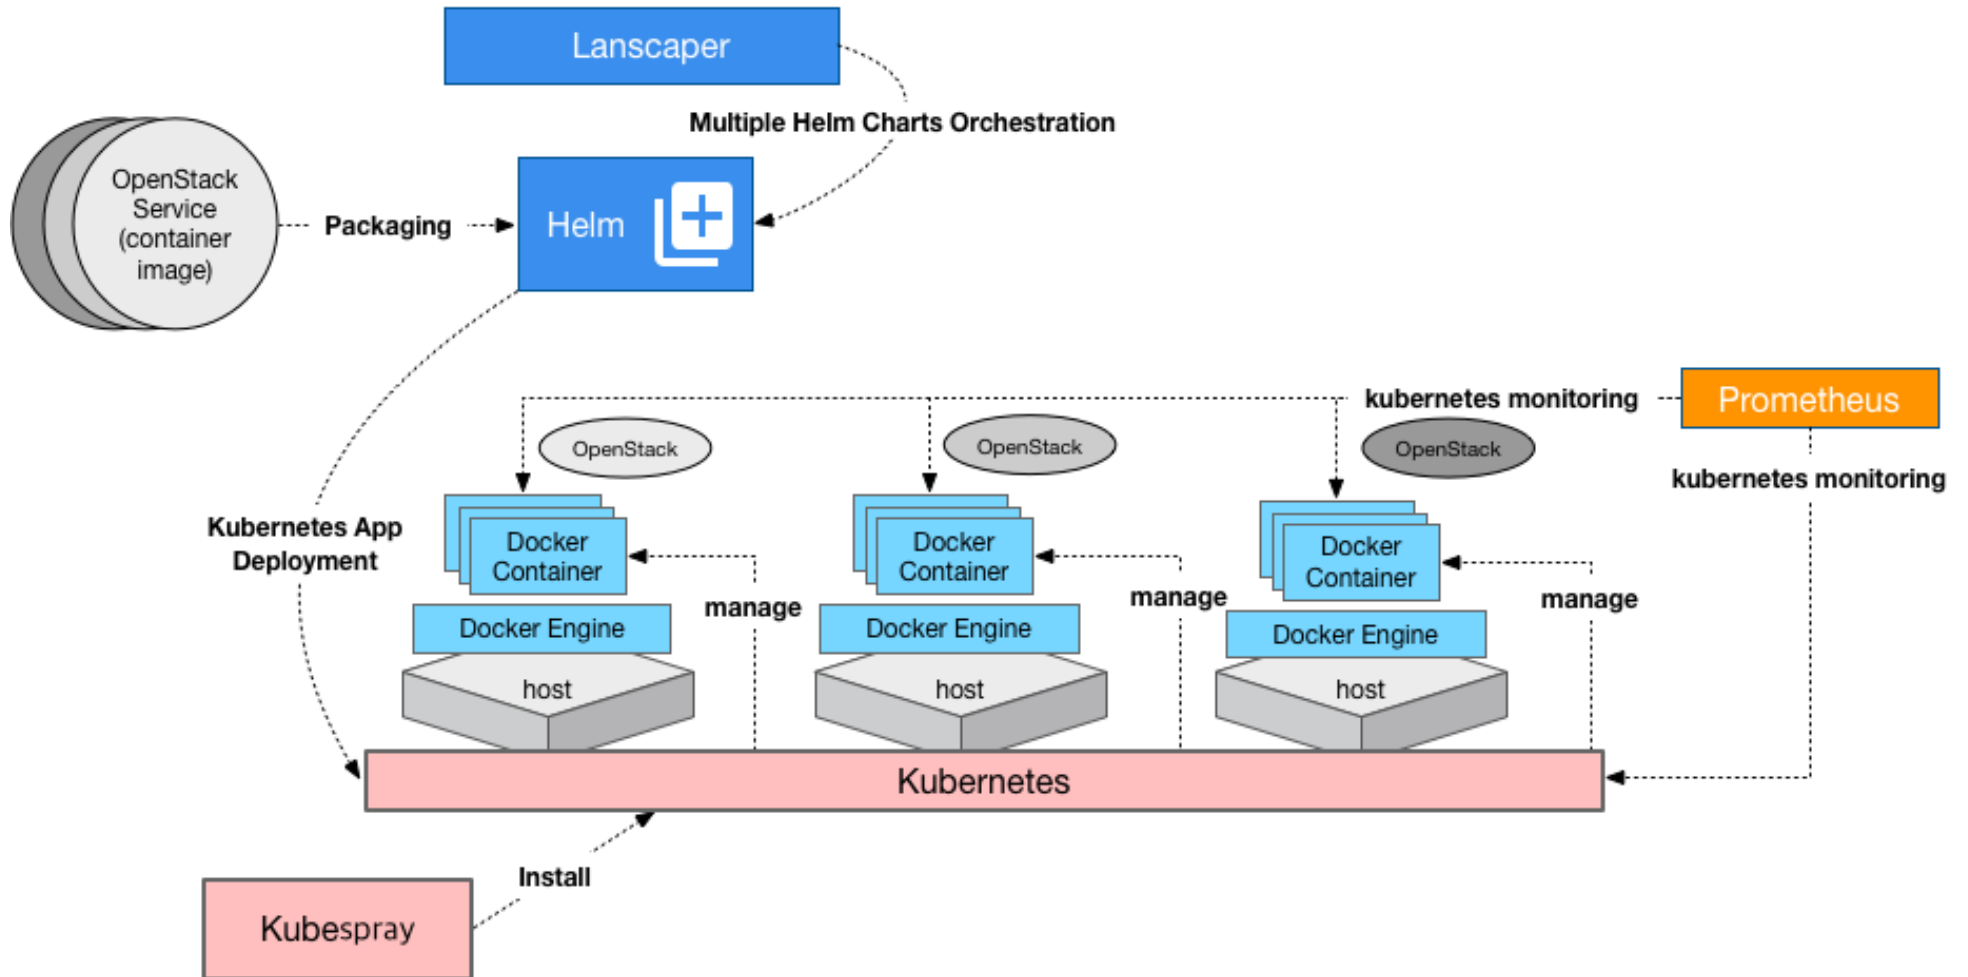 Lanscaper
Multiple Helm Charts Orchestration
OpenStack
Service
(container
image)
Packaging
Helm
kubernetes monitoring
Prometheus
OpenStack
OpenStack
OpenStack
kubernetes monitoring
Kubernetes App
Deployment
Docker
Container
Docker
Container
Docker
Container
manage
manage
manage
Docker Engine
Docker Engine
Docker Engine
host
host
host
Kubernetes
Install
Kubespray